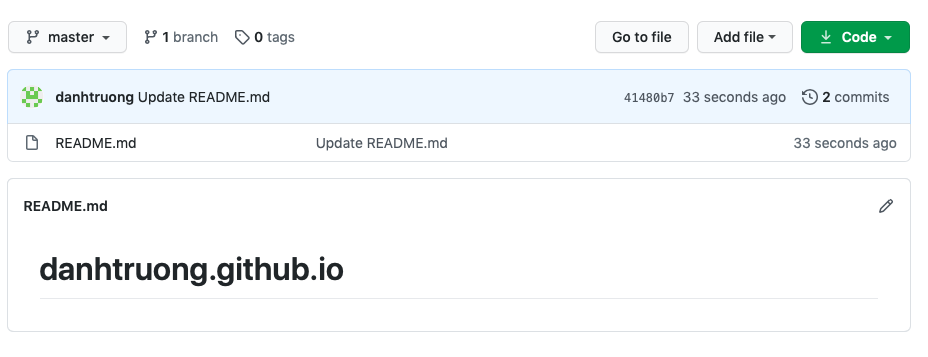 master 1 branch 0 tags Go to file Add file Code
danhtruong Update README.md 41480b7 33 seconds ago 2 commits
README.md Update README.md 33 seconds ago
README.md
danhtruong.github.io